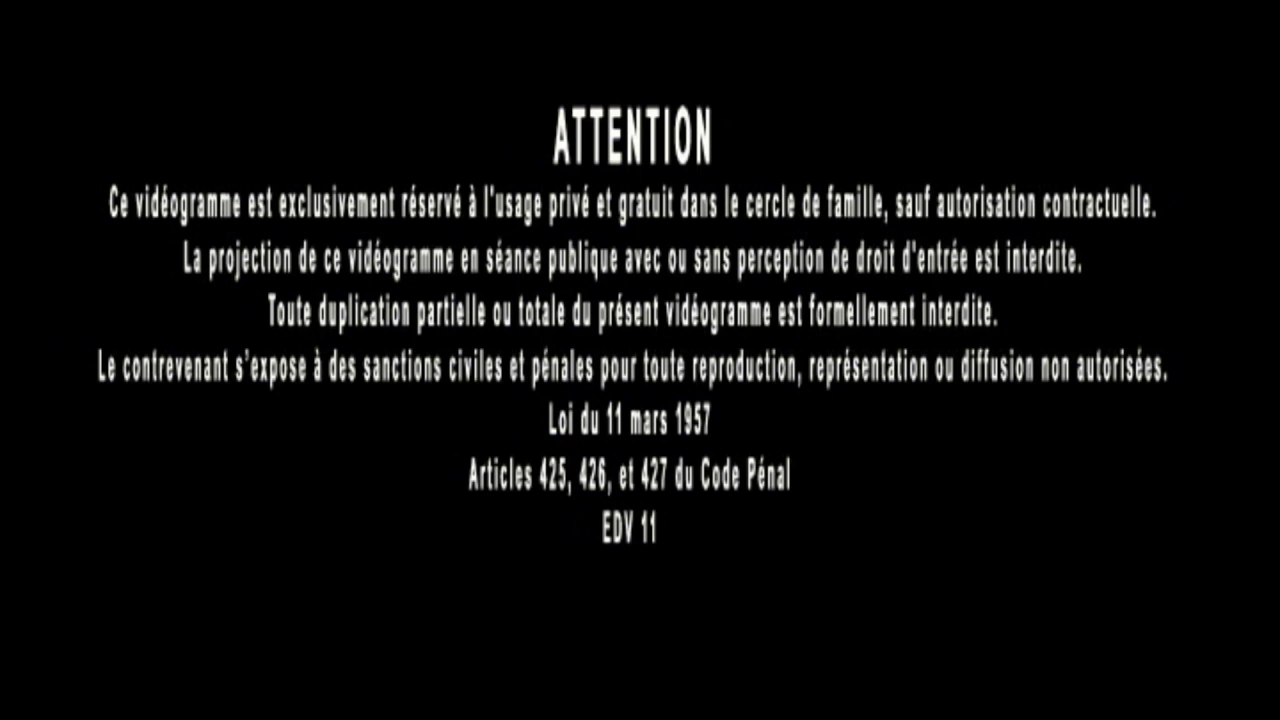 ATTENTION
Ce vidéogramme est exclusivement réservé à l'usage privé et gratuit dans le cercle de famille, sauf autorisation contractuelle.
La projection de ce vidéogramme en séance publique avec ou sans perception de droit d'entrée est interdite.
Toute duplication partielle ou totale du présent vidéogramme est formellement interdite.
Le contrevenant s'expose à des sanctions civiles et pénales pour toute reproduction, représentation ou diffusion non autorisées.
Loi du 11 mars 1957
Articles 425, 426, et 427 du Code Pénal
EDV 11